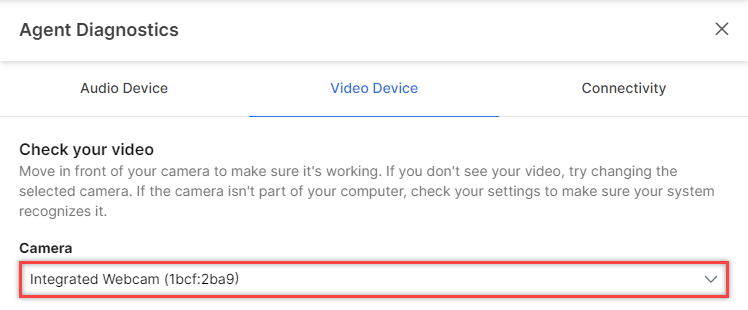 Agent Diagnostics
Audio Device
Video Device
Connectivity
Check your video
Move in front of your camera to make sure it's working. If you don't see your video, try changing the
selected camera. If the camera isn't part of your computer, check your settings to make sure your system
recognizes it.
Camera
Integrated Webcam (1bcf:2ba9)